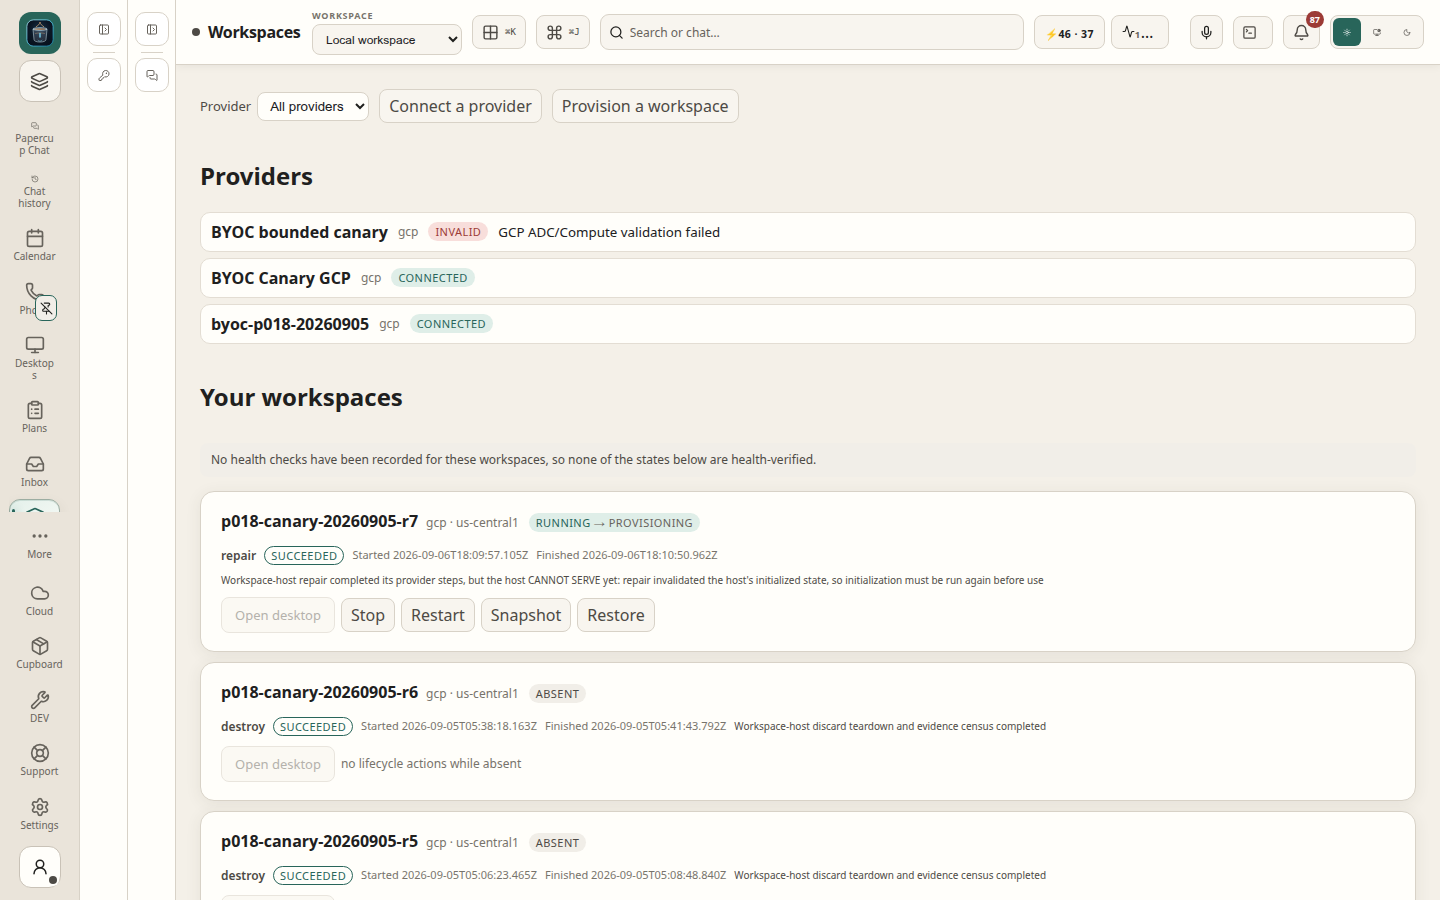 Workspaces
WORKSPACE
Local workspace
⌘K
⌘J
Search or chat...
⚡46 · 37
1...
87
Papercu
p Chat
Chat
history
Calendar
Desktop
s
Plans
Inbox
More
Cloud
Cupboard
DEV
Support
Settings
Provider
All providers
Connect a provider
Provision a workspace
Providers
BYOC bounded canary gcp INVALID GCP ADC/Compute validation failed
BYOC Canary GCP gcp CONNECTED
byoc-p018-20260905 gcp CONNECTED
Your workspaces
No health checks have been recorded for these workspaces, so none of the states below are health-verified.
p018-canary-20260905-r7 gcp · us-central1 RUNNING → PROVISIONING
repair SUCCEEDED Started 2026-09-06T18:09:57.105Z Finished 2026-09-06T18:10:50.962Z
Workspace-host repair completed its provider steps, but the host CANNOT SERVE yet: repair invalidated the host's initialized state, so initialization must be run again before use
Open desktop Stop Restart Snapshot Restore
p018-canary-20260905-r6 gcp · us-central1 ABSENT
destroy SUCCEEDED Started 2026-09-05T05:38:18.163Z Finished 2026-09-05T05:41:43.792Z Workspace-host discard teardown and evidence census completed
Open desktop no lifecycle actions while absent
p018-canary-20260905-r5 gcp · us-central1 ABSENT
destroy SUCCEEDED Started 2026-09-05T05:06:23.465Z Finished 2026-09-05T05:08:48.840Z Workspace-host discard teardown and evidence census completed